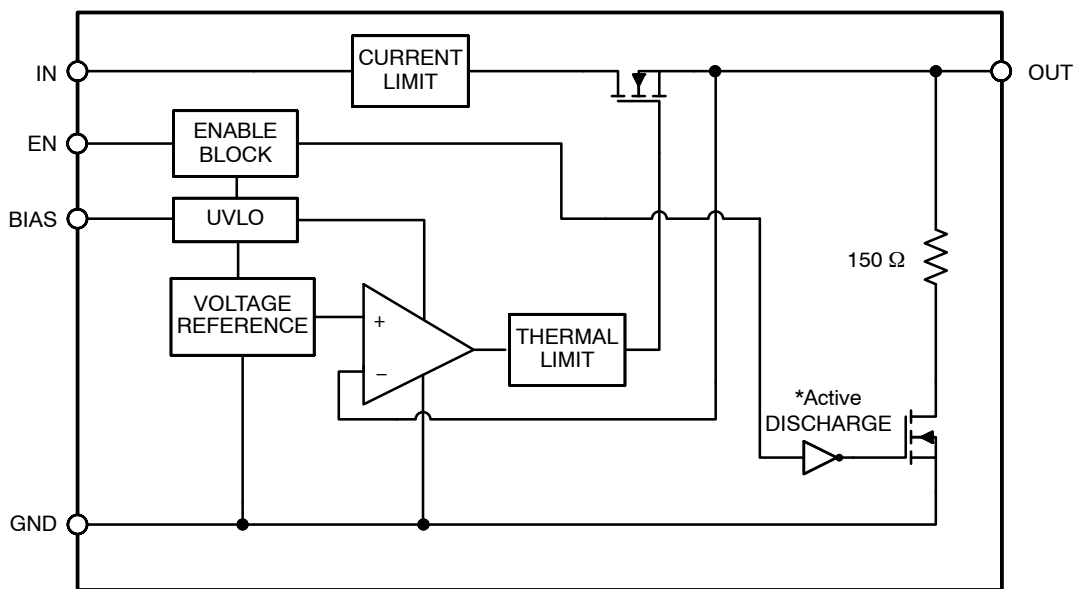 IN
CURRENT
LIMIT
OUT
EN
ENABLE
BLOCK
BIAS
UVLO
150 Ω
VOLTAGE
REFERENCE
+
−
THERMAL
LIMIT
*Active
DISCHARGE
GND